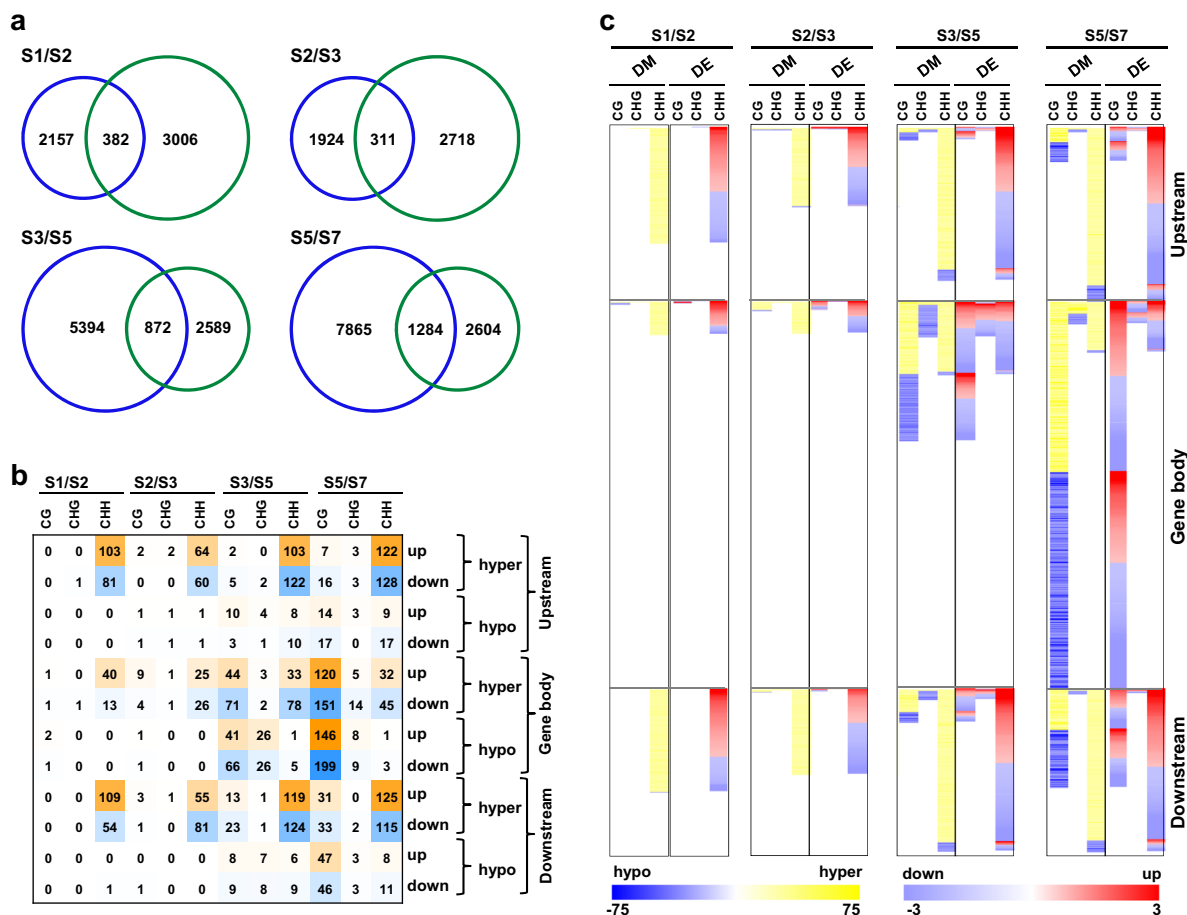 a
S1/S2
2157 382 3006
S2/S3
1924 311 2718
S3/S5
5394 872 2589
S5/S7
7865 1284 2604
b
S1/S2 S2/S3 S3/S5 S5/S7
CG CHG CHH CG CHG CHH CG CHG CHH CG CHG CHH
0 0 103 2 2 64 2 0 103 7 3 122 up
0 1 81 0 0 60 5 2 122 16 3 128 down
hyper
0 0 0 1 1 1 10 4 8 14 3 9 up
0 0 0 1 1 1 3 1 10 17 0 17 down
hypo
Upstream
1 0 40 9 1 25 44 3 33 120 5 32 up
1 1 13 4 1 26 71 2 78 151 14 45 down
hyper
2 0 0 1 0 0 41 26 1 146 8 1 up
1 0 0 1 0 0 66 26 5 199 9 3 down
hypo
Gene body
0 0 109 3 1 55 13 1 119 31 0 125 up
0 0 54 1 0 81 23 1 124 33 2 115 down
hyper
0 0 0 0 0 0 8 7 6 47 3 8 up
0 0 1 1 0 0 9 8 9 46 3 11 down
hypo
Downstream
c
S1/S2 S2/S3 S3/S5 S5/S7
DM DE DM DE DM DE DM DE
CG CHG CHH CG CHG CHH CG CHG CHH CG CHG CHH CG CHG CHH CG CHG CHH CG CHG CHH CG CHG CHH
Upstream
Gene body
Downstream
hypo hyper
-75 75
down up
-3 3